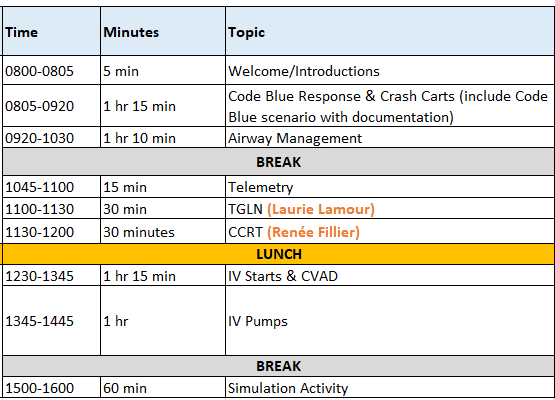 Time Minutes Topic
0800-0805 5 min Welcome/Introductions
0805-0920 1 hr 15 min Code Blue Response & Crash Carts (include Code
Blue scenario with documentation)
0920-1030 1 hr 10 min Airway Management
BREAK
1045-1100 15 min Telemetry
1100-1130 30 min TGLN (Laurie Lamour)
1130-1200 30 minutes CCRT (Renée Fillier)
LUNCH
1230-1345 1 hr 15 min IV Starts & CVAD
1345-1445 1 hr IV Pumps
BREAK
1500-1600 60 min Simulation Activity